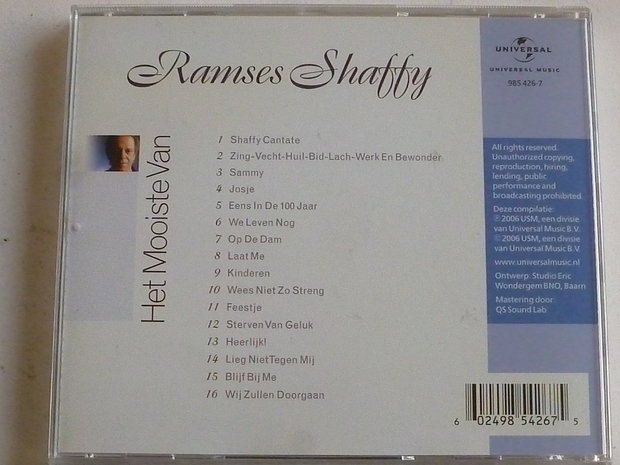 Ramses Shaffy
UNIVERSAL
UNIVERSAL MUSIC
985 426-7
Het Mooiste Van
1 Shaffy Cantate
2 Zing-Vecht-Huil-Bid-Lach-Werk En Bewonder
3 Sammy
4 Josje
5 Eens In De 100 Jaar
6 We Leven Nog
7 Op De Dam
8 Laat Me
9 Kinderen
10 Wees Niet Zo Streng
11 Feestje
12 Sterven Van Geluk
13 Heerlijk!
14 Lieg Niet Tegen Mij
15 Blijf Bij Me
16 Wij Zullen Doorgaan
All rights reserved.
Unauthorized copying,
reproduction, hiring,
lending, public
performance and
broadcasting prohibited
Deze compilatie:
℗ 2006 USM, een divisie
van Universal Music B.V.
© 2006 USM, een divisie
van Universal Music B.V.
www.universalmusic.nl
Ontwerp: Studio Eric
Wondergem BNO, Baarn
Mastering door:
QS Sound Lab
6 02498 54267 5